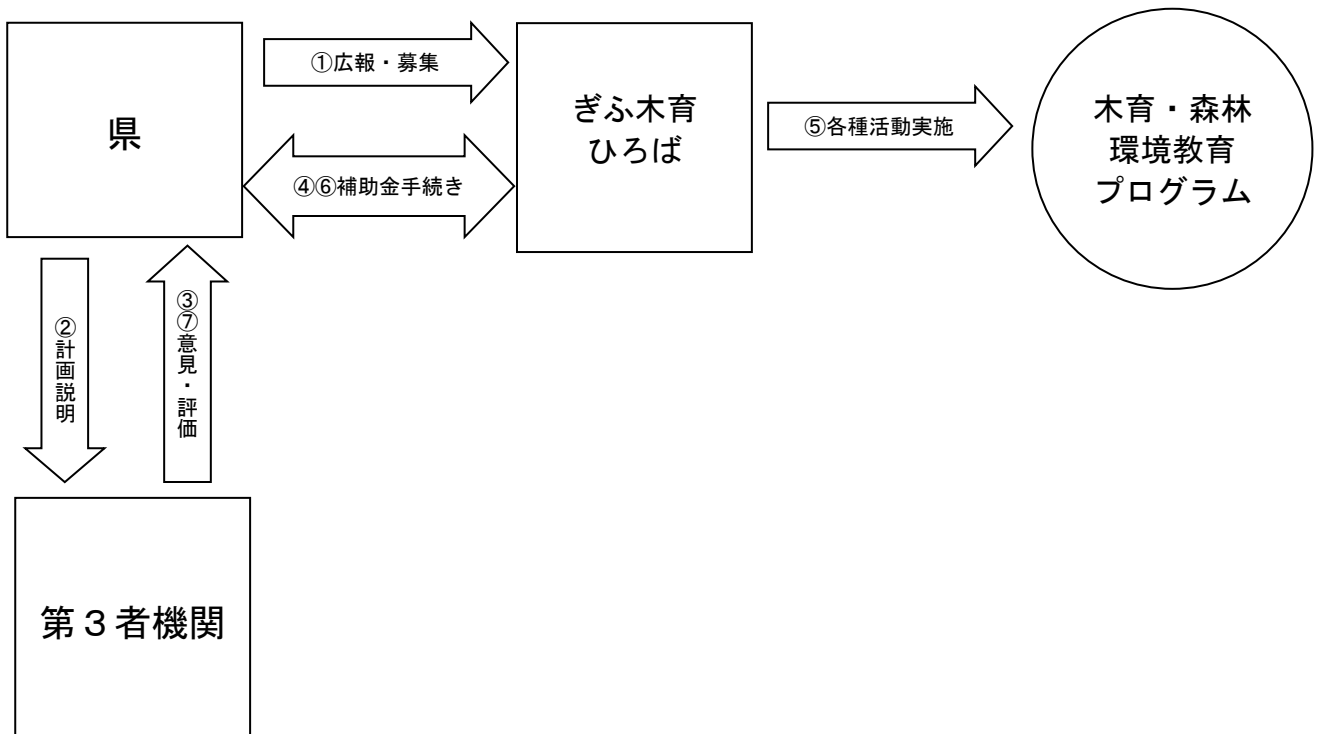 県
①広報・募集
④⑥補助金手続き
ぎふ木育
ひろば
⑤各種活動実施
木育・森林
環境教育
プログラム
②計画説明
③⑦意見・評価
第３者機関